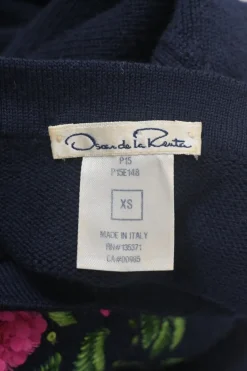 Oscar de la Renta
P15
P15E148
XS
MADE IN ITALY
RN#135371
CA#00985